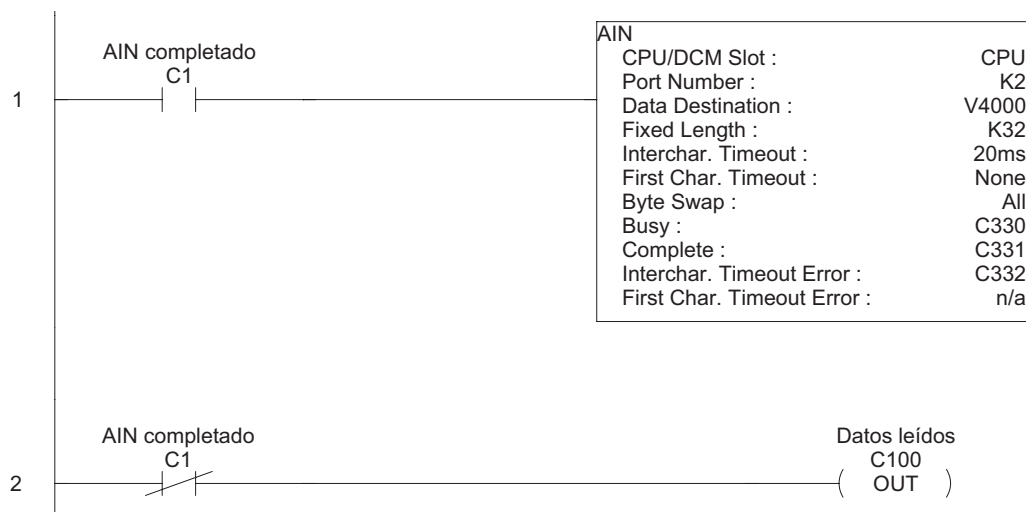 AIN completado
C1
1
AIN
CPU/DCM Slot : CPU
Port Number : K2
Data Destination : V4000
Fixed Length : K32
Interchar. Timeout : 20ms
First Char. Timeout : None
Byte Swap : All
Busy : C330
Complete : C331
Interchar. Timeout Error : C332
First Char. Timeout Error : n/a
AIN completado
C1
2
Datos leídos
C100
( OUT )